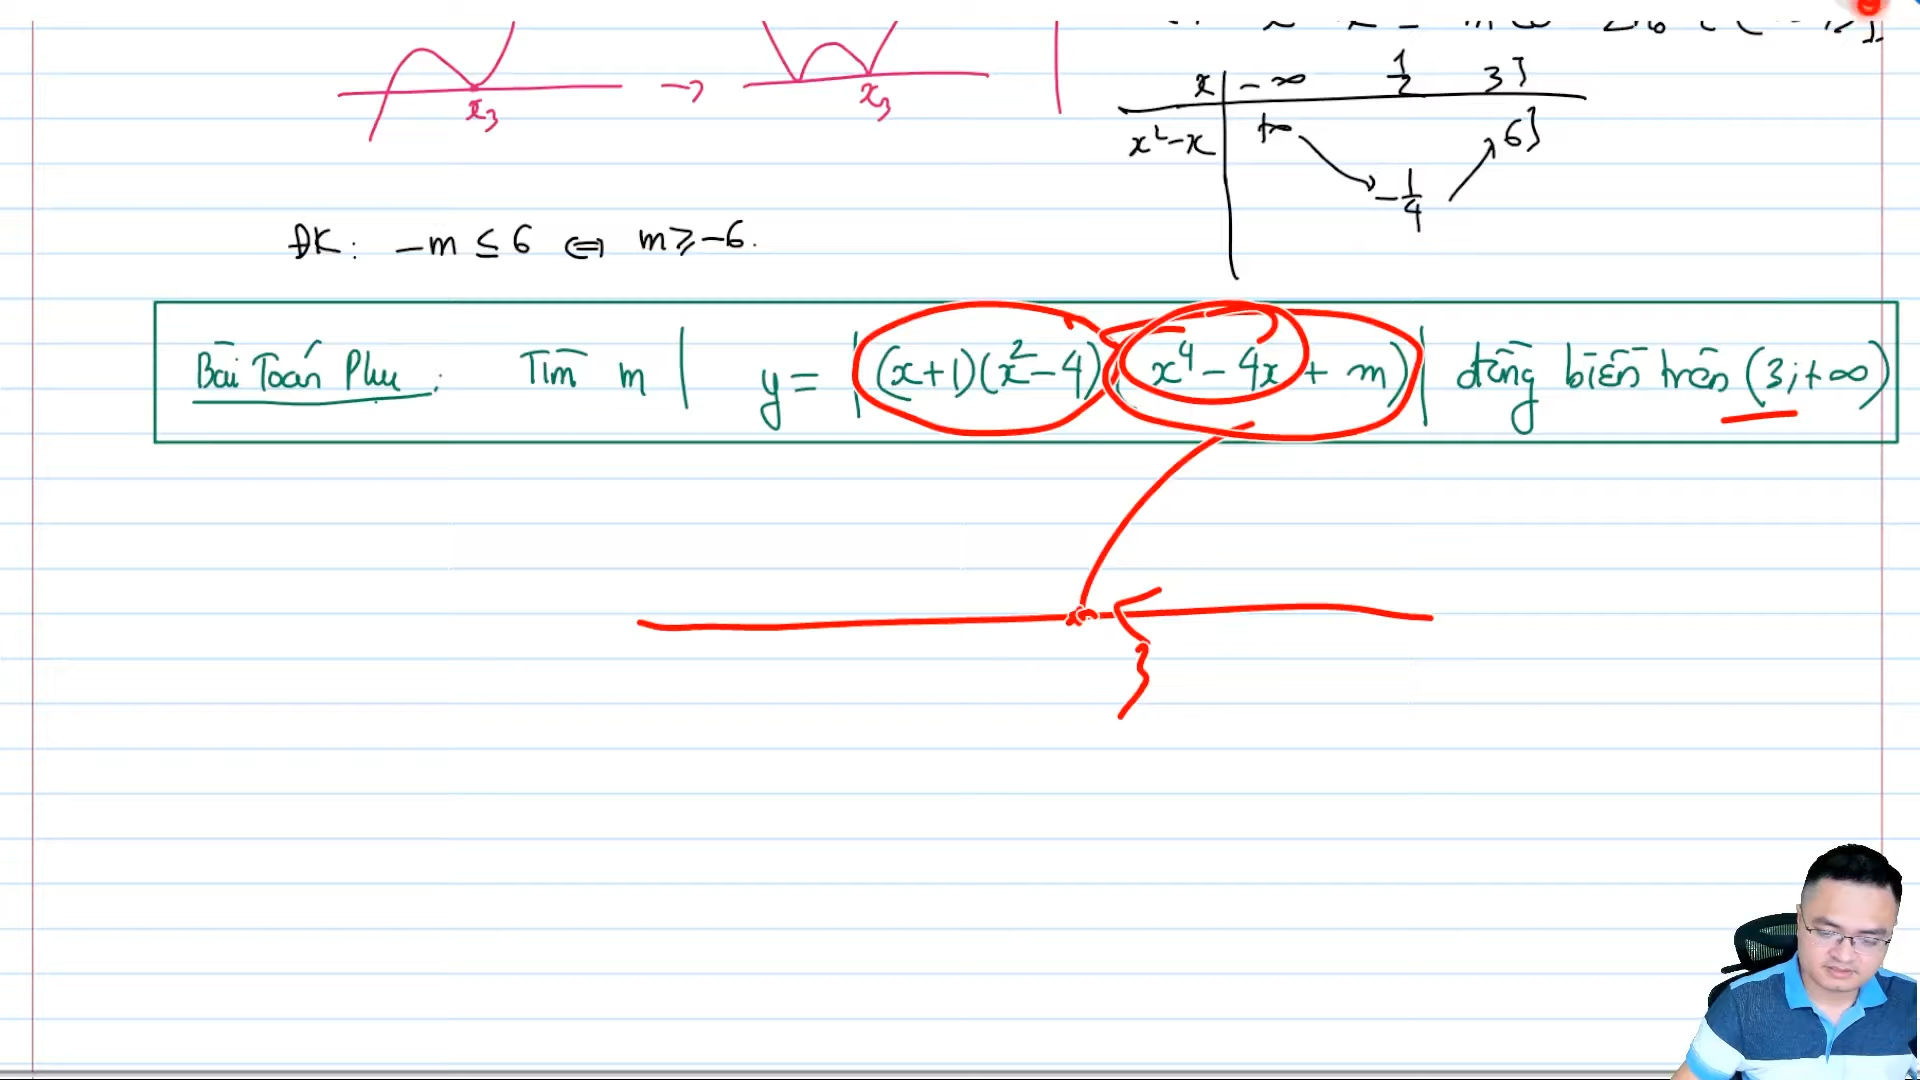 x₃ → x₃
x | -∞ 1/2 3]
x² - x | +∞ -1/4 6]
ĐK: -m ≤ 6 ⇔ m ≥ -6.
Bài Toán Phụ: Tìm m | y = |(x+1)(x²-4)(x⁴ - 4x + m)| đồng biến trên (3; +∞)